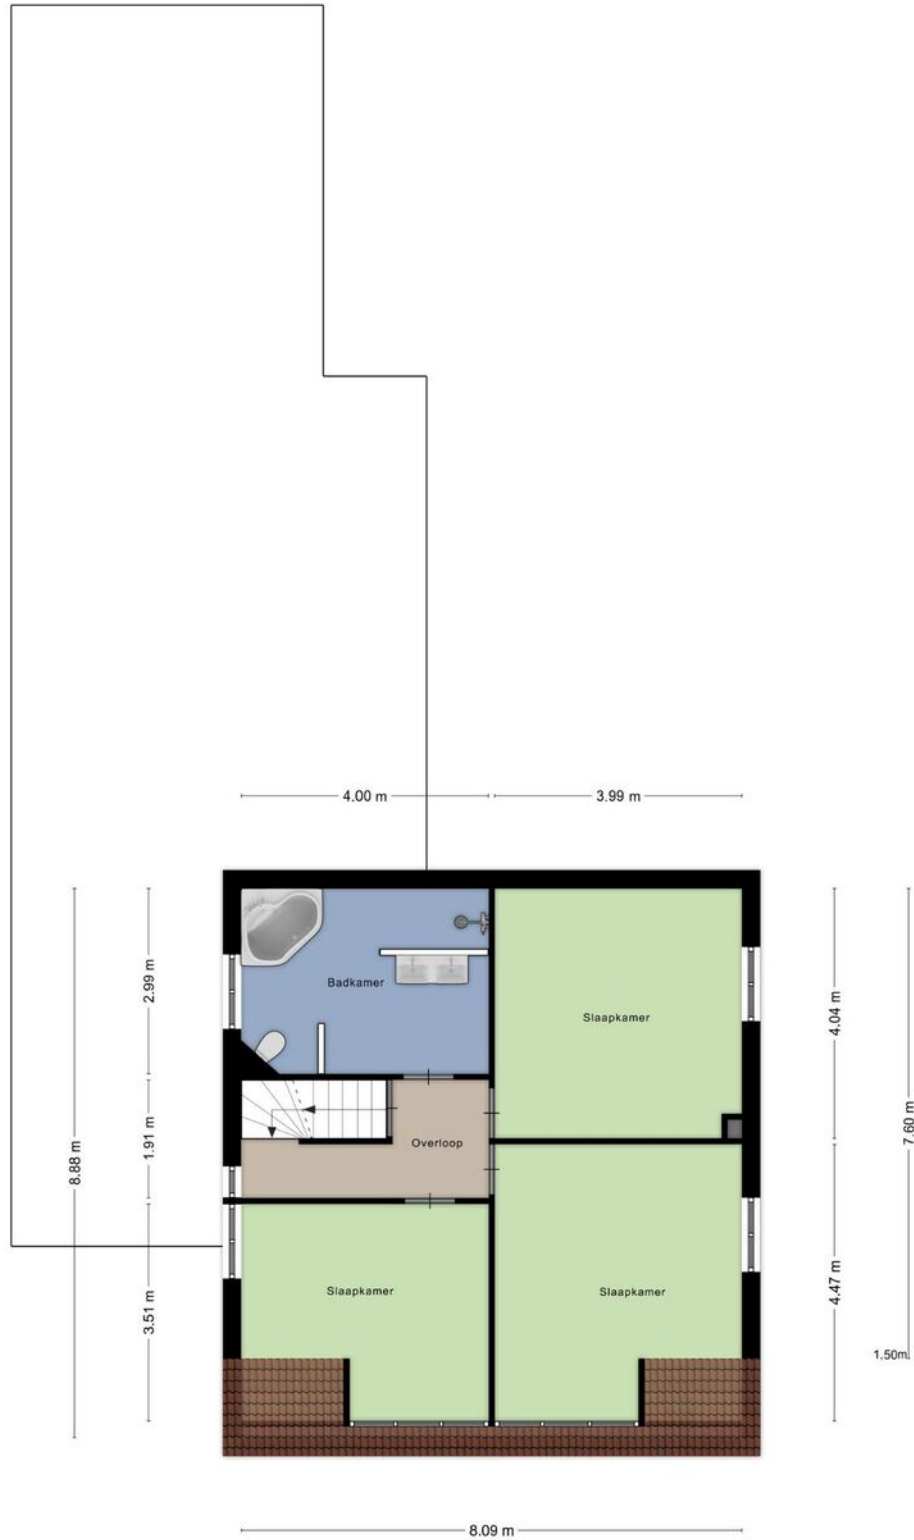 4.00 m
3.99 m
2.99 m
Badkamer
Slaapkamer
4.04 m
8.88 m
1.91 m
Overloop
7.60 m
3.51 m
Slaapkamer
Slaapkamer
4.47 m
1.50m
8.09 m